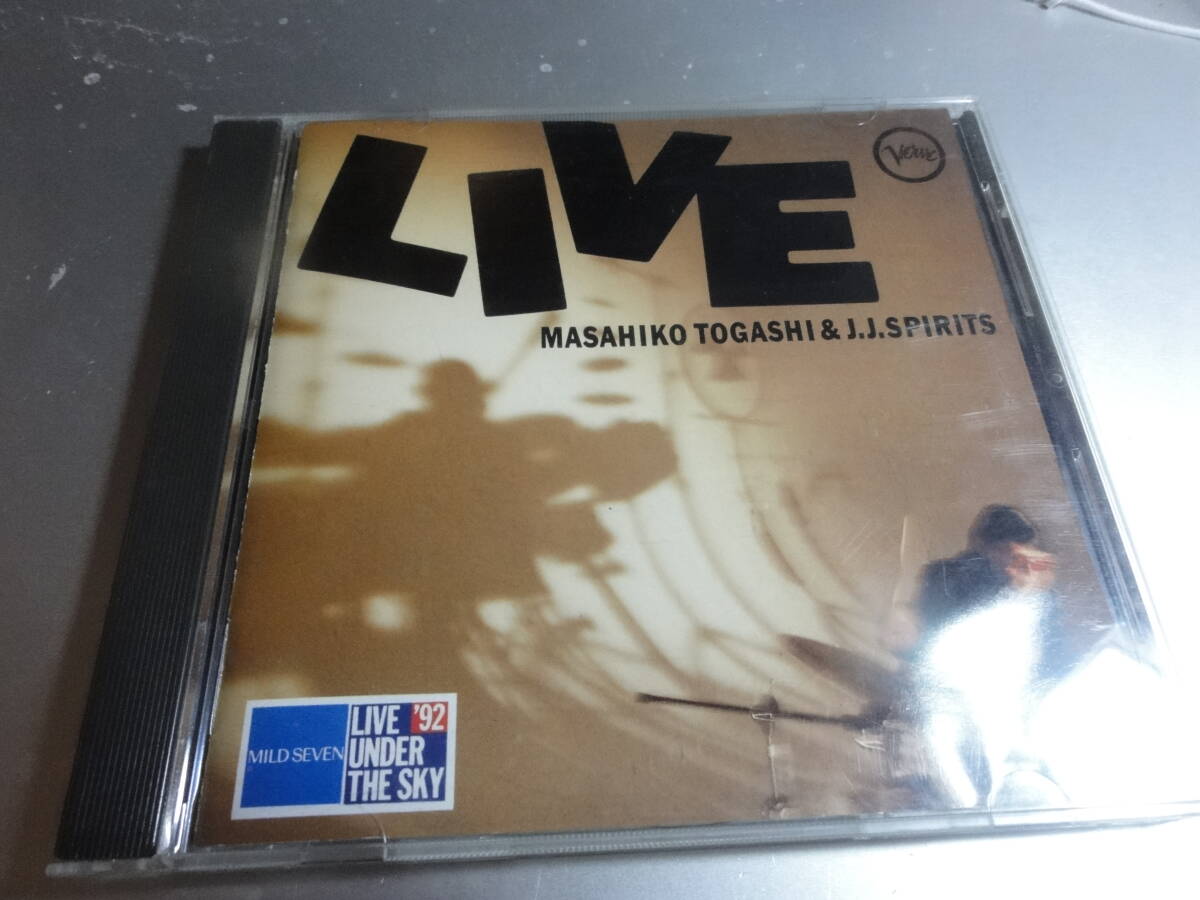 LIVE
Verve
MASAHIKO TOGASHI & J.J.SPIRITS
MILD SEVEN
LIVE '92
UNDER
THE SKY